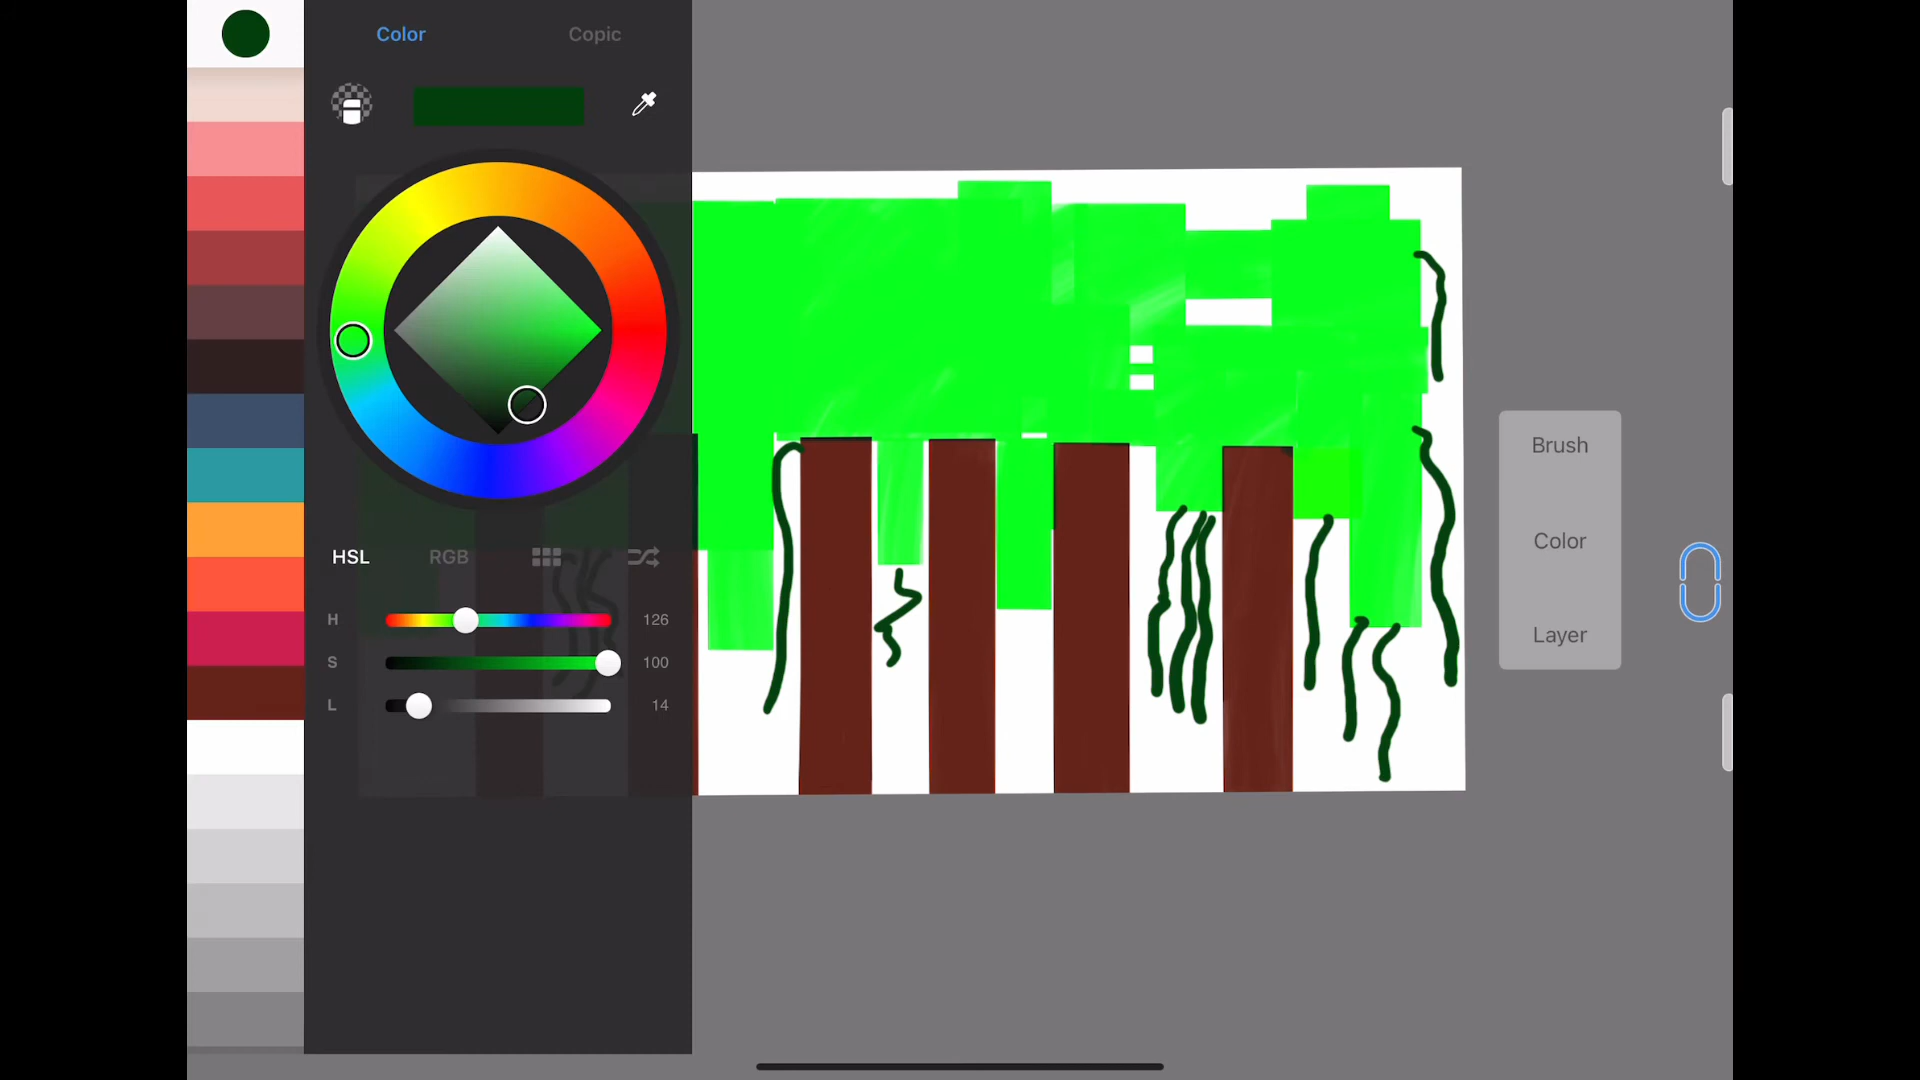 Color Copic
HSL RGB
H 126
S 100
L 14
Brush
Color
Layer